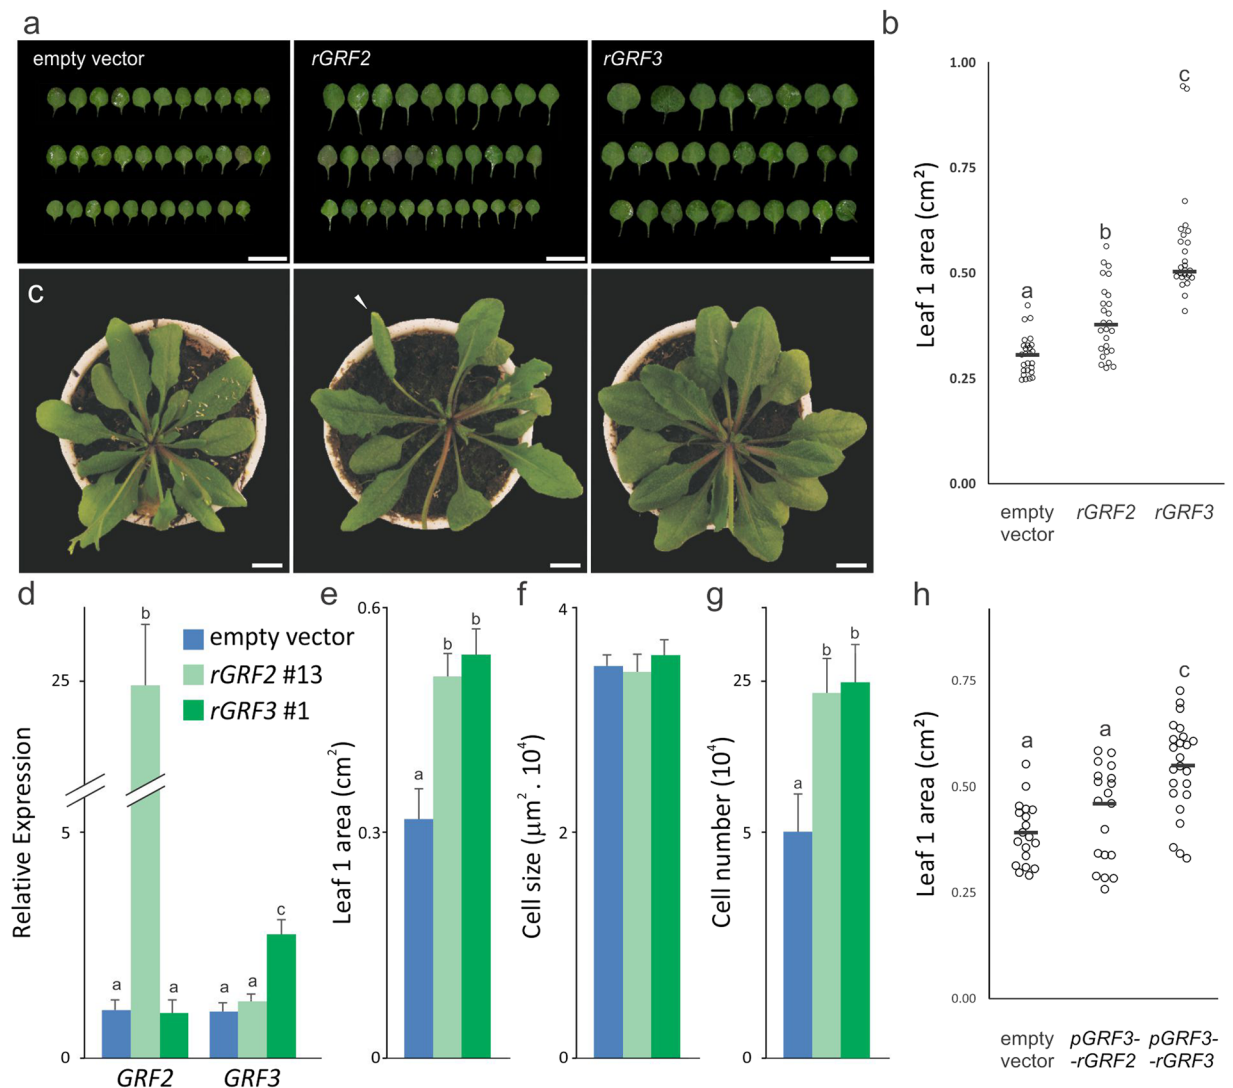 a
empty vector
rGRF2
rGRF3
b
1.00
0.75
0.50
0.25
0.00
Leaf 1 area (cm²)
a
b
c
empty vector
rGRF2
rGRF3
c
d
Relative Expression
25
5
0
b
a
a
a
a
c
GRF2
GRF3
empty vector
rGRF2 #13
rGRF3 #1
e
Leaf 1 area (cm²)
0.6
0.3
0
a
b
b
f
Cell size (µm². 10⁴)
4
2
0
g
Cell number (10⁴)
25
5
0
a
b
b
h
Leaf 1 area (cm²)
0.75
0.50
0.25
0.00
a
a
c
empty
vector
pGRF3-
-rGRF2
pGRF3-
-rGRF3